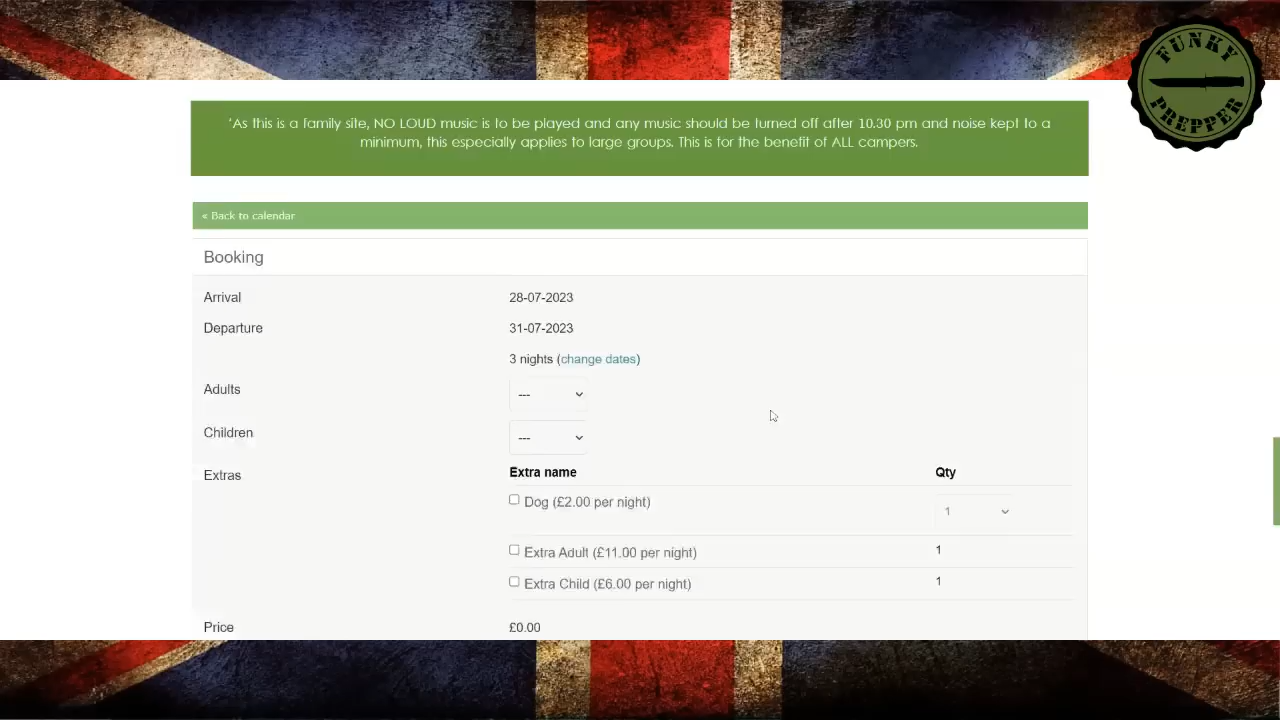 FUNKY
PREPPER
‘As this is a family site, NO LOUD music is to be played and any music should be turned off after 10.30 pm and noise kept to a
minimum, this especially applies to large groups. This is for the benefit of ALL campers.
« Back to calendar
Booking
Arrival 28-07-2023
Departure 31-07-2023
3 nights (change dates)
Adults ---
Children ---
Extras Extra name Qty
Dog (£2.00 per night) 1
Extra Adult (£11.00 per night) 1
Extra Child (£6.00 per night) 1
Price £0.00